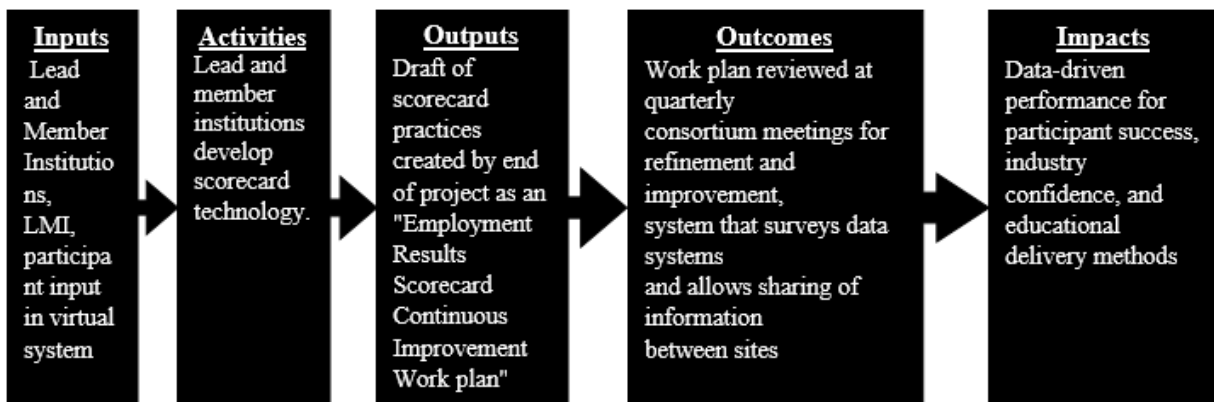 Inputs
Lead
and
Member
Institutio
ns,
LMI,
participa
nt input
in virtual
system
Activities
Lead and
member
institutions
develop
scorecard
technology.
Outputs
Draft of
scorecard
practices
created by end
of project as an
"Employment
Results
Scorecard
Continuous
Improvement
Work plan"
Outcomes
Work plan reviewed at
quarterly
consortium meetings for
refinement and
improvement,
system that surveys data
systems
and allows sharing of
information
between sites
Impacts
Data-driven
performance for
participant success,
industry
confidence, and
educational
delivery methods